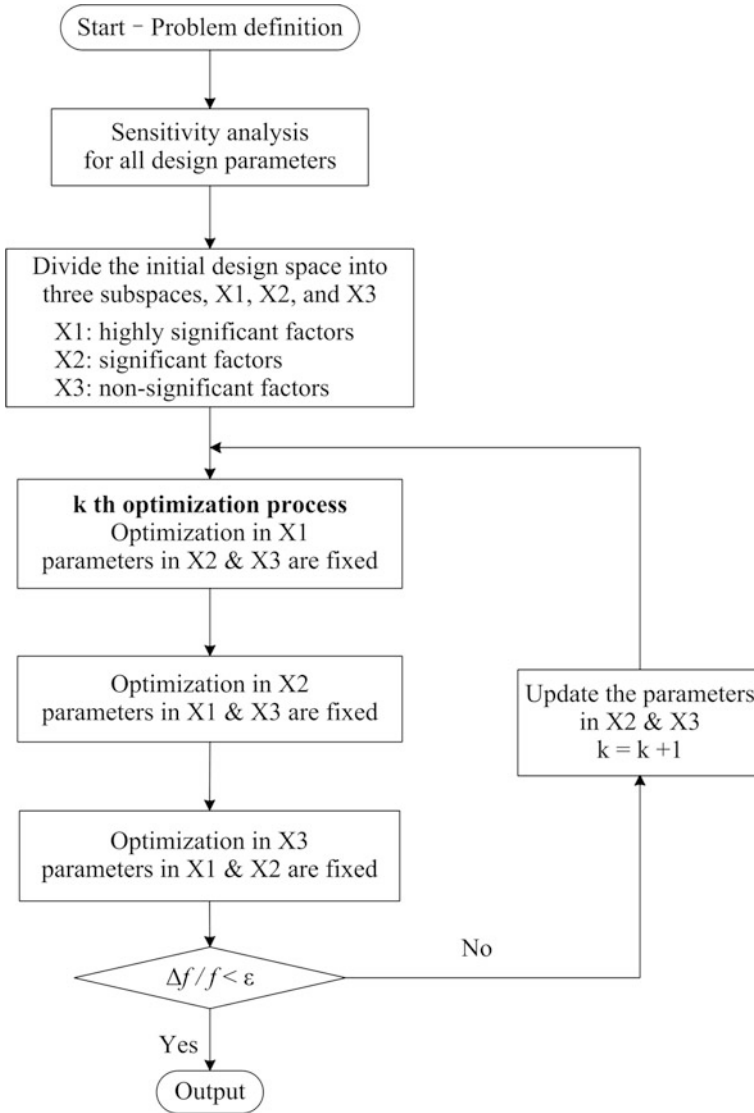 Start – Problem definition
Sensitivity analysis
for all design parameters
Divide the initial design space into
three subspaces, X1, X2, and X3
X1: highly significant factors
X2: significant factors
X3: non-significant factors
k th optimization process
Optimization in X1
parameters in X2 & X3 are fixed
Optimization in X2
parameters in X1 & X3 are fixed
Update the parameters
in X2 & X3
k = k +1
Optimization in X3
parameters in X1 & X2 are fixed
No
Δf / f < ε
Yes
Output